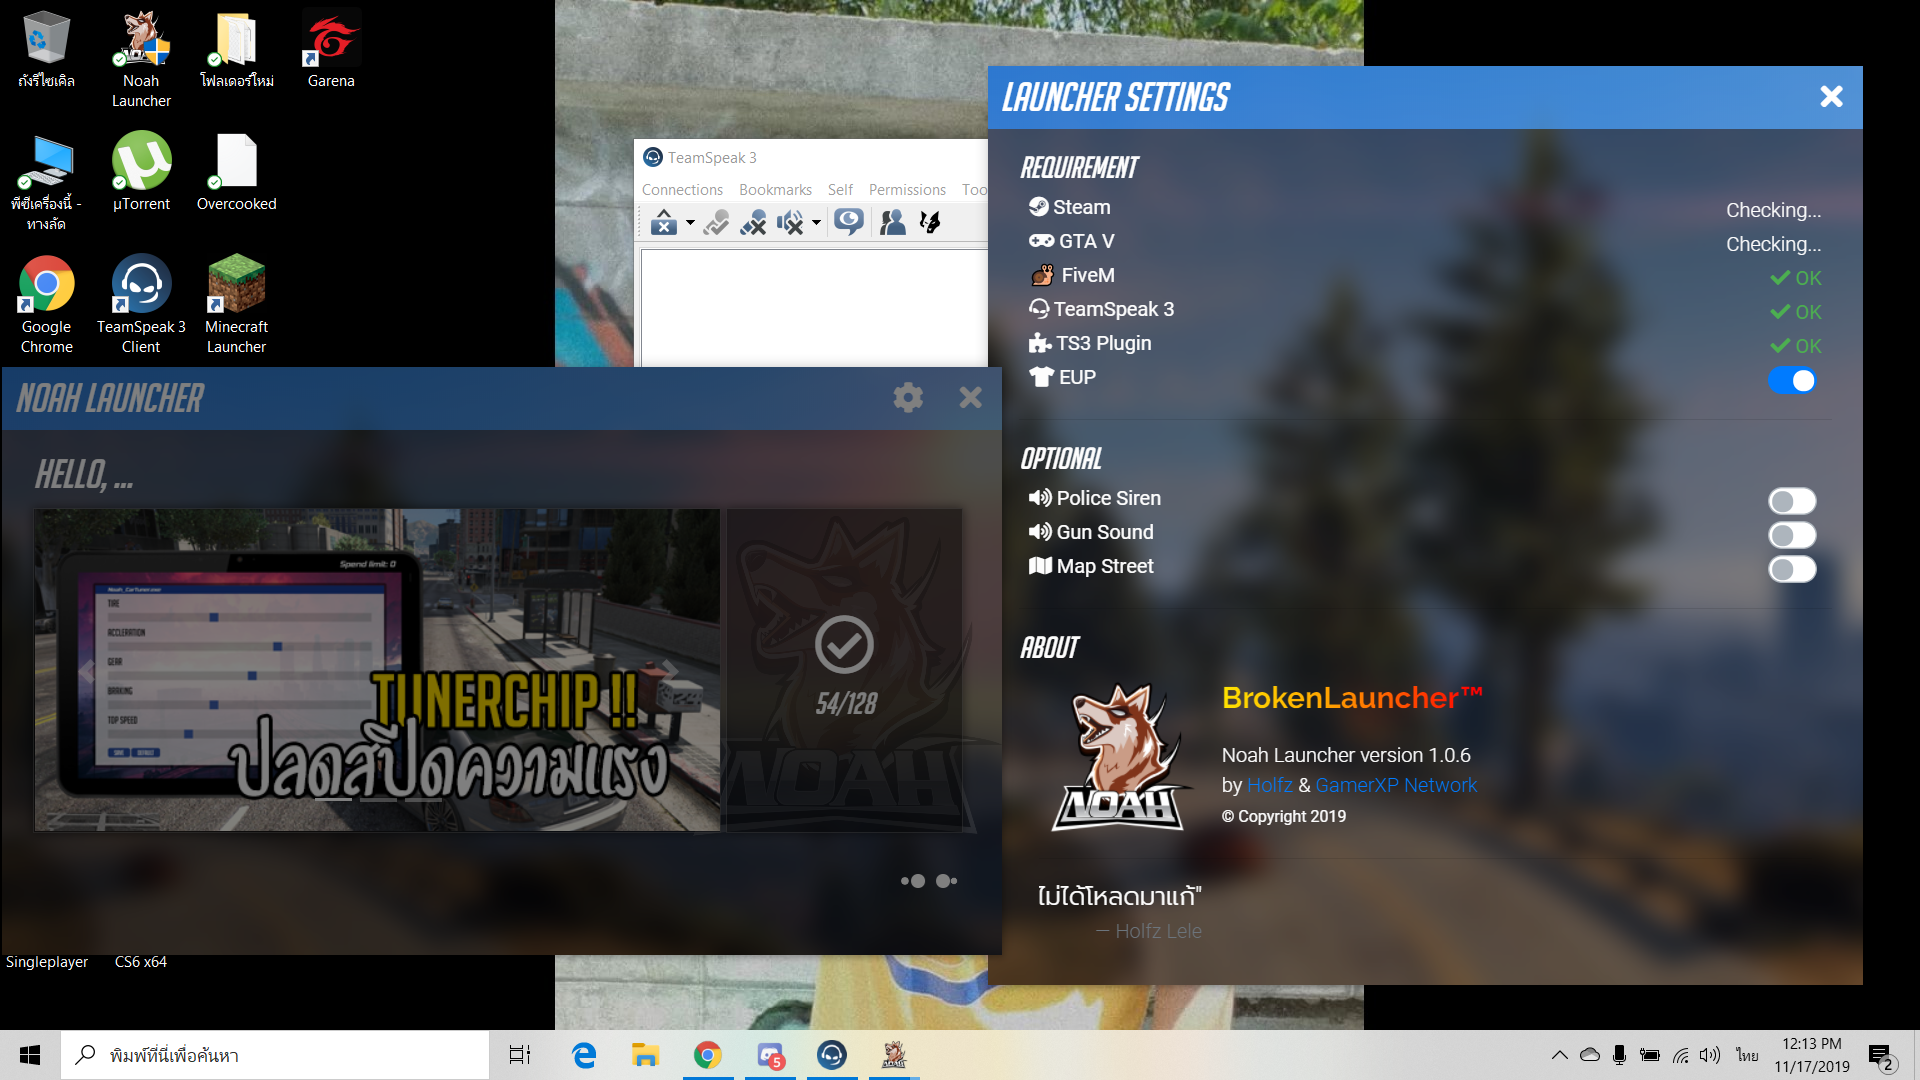 ถังรีไซเคิล
Noah
Launcher
โฟลเดอร์ใหม่
Garena
พีซีเครื่องนี้ -
ทางลัด
µTorrent
Overcooked
Google
Chrome
TeamSpeak 3
Client
Minecraft
Launcher
TeamSpeak 3
Connections Bookmarks Self Permissions Too
LAUNCHER SETTINGS
REQUIREMENT
Steam Checking...
GTA V Checking...
FiveM OK
TeamSpeak 3 OK
TS3 Plugin OK
EUP
OPTIONAL
Police Siren
Gun Sound
Map Street
ABOUT
NOAH
BrokenLauncher™
Noah Launcher version 1.0.6
by Holfz & GamerXP Network
© Copyright 2019
ไม่ได้โหลดมาแก้"
— Holfz Lele
NOAH LAUNCHER
HELLO, ...
Spend limit: 0
Noah_CarTunerzer
TIRE
ACCLERATION
GEAR
BRAKING
TOP SPEED
SAVE DEFAULT
TUNERCHIP !!
ปลดสปีดความแรง
54/128
NOAH
Singleplayer
CS6 x64
พิมพ์ที่นี่เพื่อค้นหา
5
NOAH
ไทย
12:13 PM
11/17/2019
2